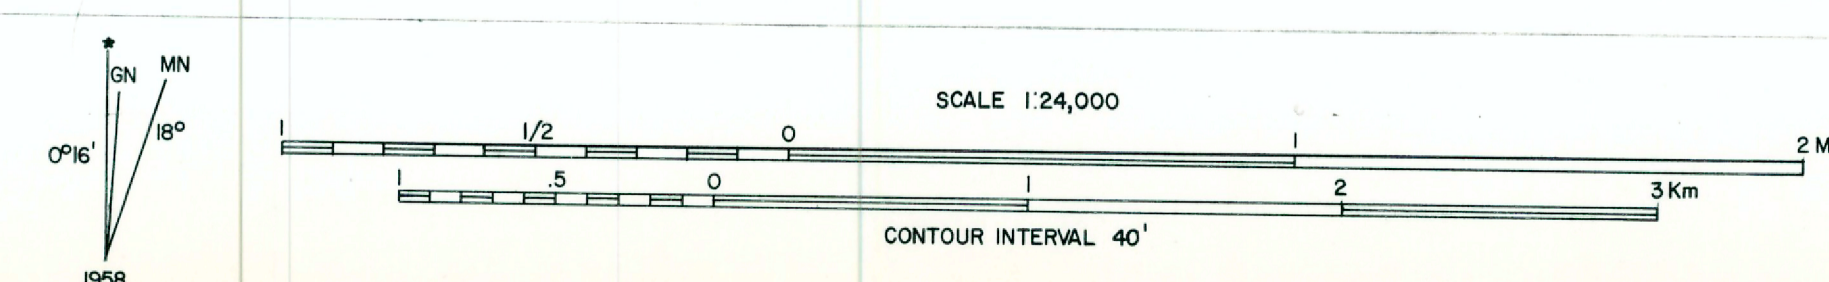 *
GN MN
18°
0°16'
1958
SCALE 1:24,000
1 1/2 0 1 2 M
1 .5 0 1 2 3 Km
CONTOUR INTERVAL 40'